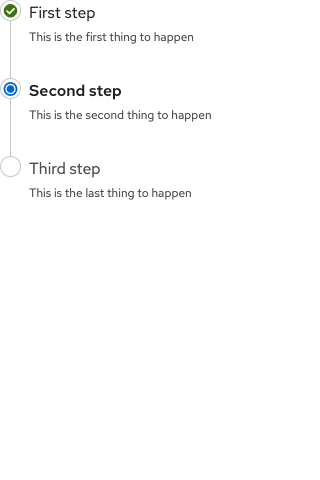 First step
This is the first thing to happen
Second step
This is the second thing to happen
Third step
This is the last thing to happen